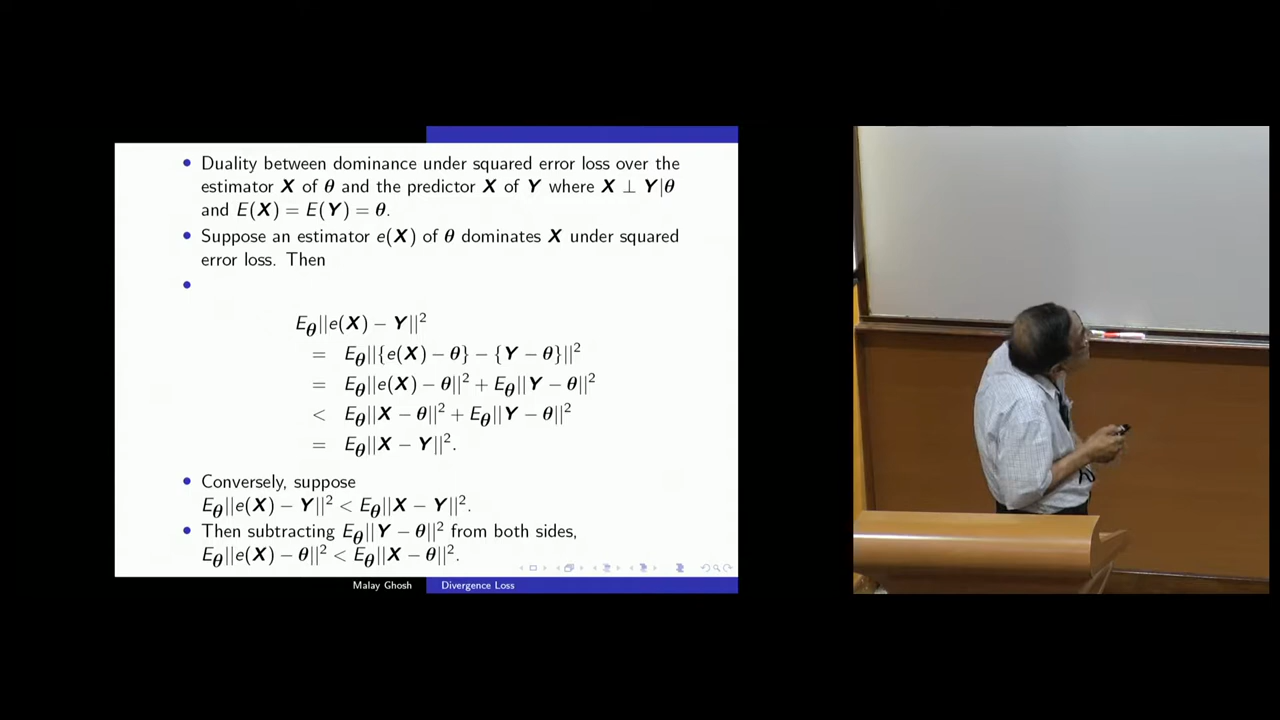 • Duality between dominance under squared error loss over the
estimator X of θ and the predictor X of Y where X ⊥ Y|θ
and E(X) = E(Y) = θ.
• Suppose an estimator e(X) of θ dominates X under squared
error loss. Then
•
E_θ||e(X) − Y||²
= E_θ||{e(X) − θ} − {Y − θ}||²
= E_θ||e(X) − θ||² + E_θ||Y − θ||²
< E_θ||X − θ||² + E_θ||Y − θ||²
= E_θ||X − Y||².
• Conversely, suppose
E_θ||e(X) − Y||² < E_θ||X − Y||².
• Then subtracting E_θ||Y − θ||² from both sides,
E_θ||e(X) − θ||² < E_θ||X − θ||².
Malay Ghosh Divergence Loss